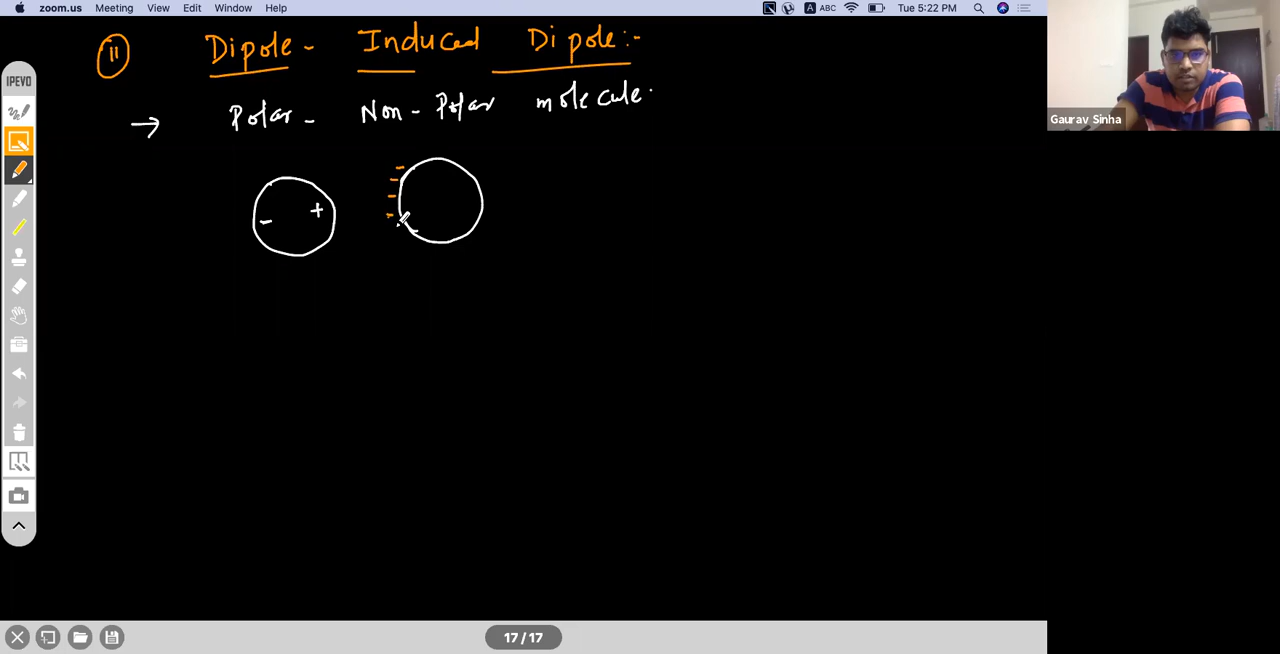 zoom.us Meeting View Edit Window Help A ABC Tue 5:22 PM
IPEVO
11 Dipole - Induced Dipole:-
→ Polar - Non - Polar molecule.
- +
- - - -
Gaurav Sinha
17/17